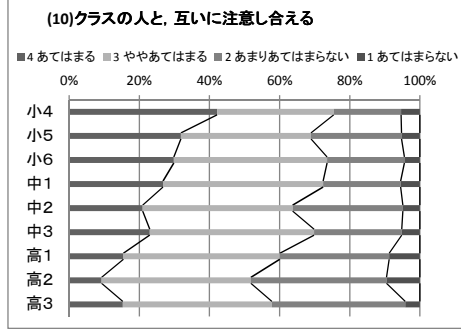 (10)クラスの人と，互いに注意し合える
■4 あてはまる ■3 ややあてはまる ■2 あまりあてはまらない ■1 あてはまらない
0% 20% 40% 60% 80% 100%
小4
小5
小6
中1
中2
中3
高1
高2
高3